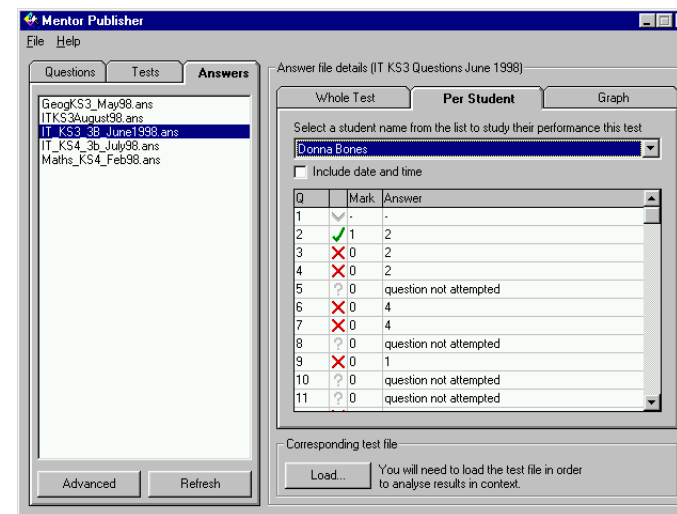 Mentor Publisher
File Help
Questions Tests Answers
GeogKS3_May98.ans
ITKS3August98.ans
IT_KS3_3B_June1998.ans
IT_KS4_3b_July98.ans
Maths_KS4_Feb98.ans
Advanced Refresh
Answer file details (IT KS3 Questions June 1998)
Whole Test Per Student Graph
Select a student name from the list to study their performance this test
Donna Bones
Include date and time
Q Mark Answer
1 - -
2 1 2
3 0 2
4 0 2
5 ? 0 question not attempted
6 0 4
7 0 4
8 ? 0 question not attempted
9 0 1
10 ? 0 question not attempted
11 ? 0 question not attempted
Corresponding test file
Load...
You will need to load the test file in order
to analyse results in context.